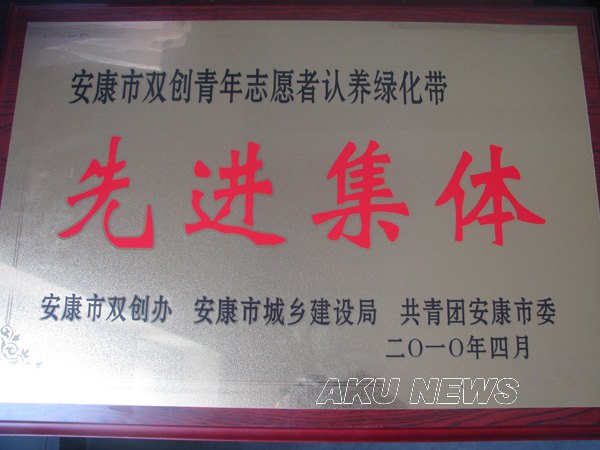 安康市双创青年志愿者认养绿化带
先进集体
安康市双创办 安康市城乡建设局 共青团安康市委
二〇一〇年四月
AKU NEWS